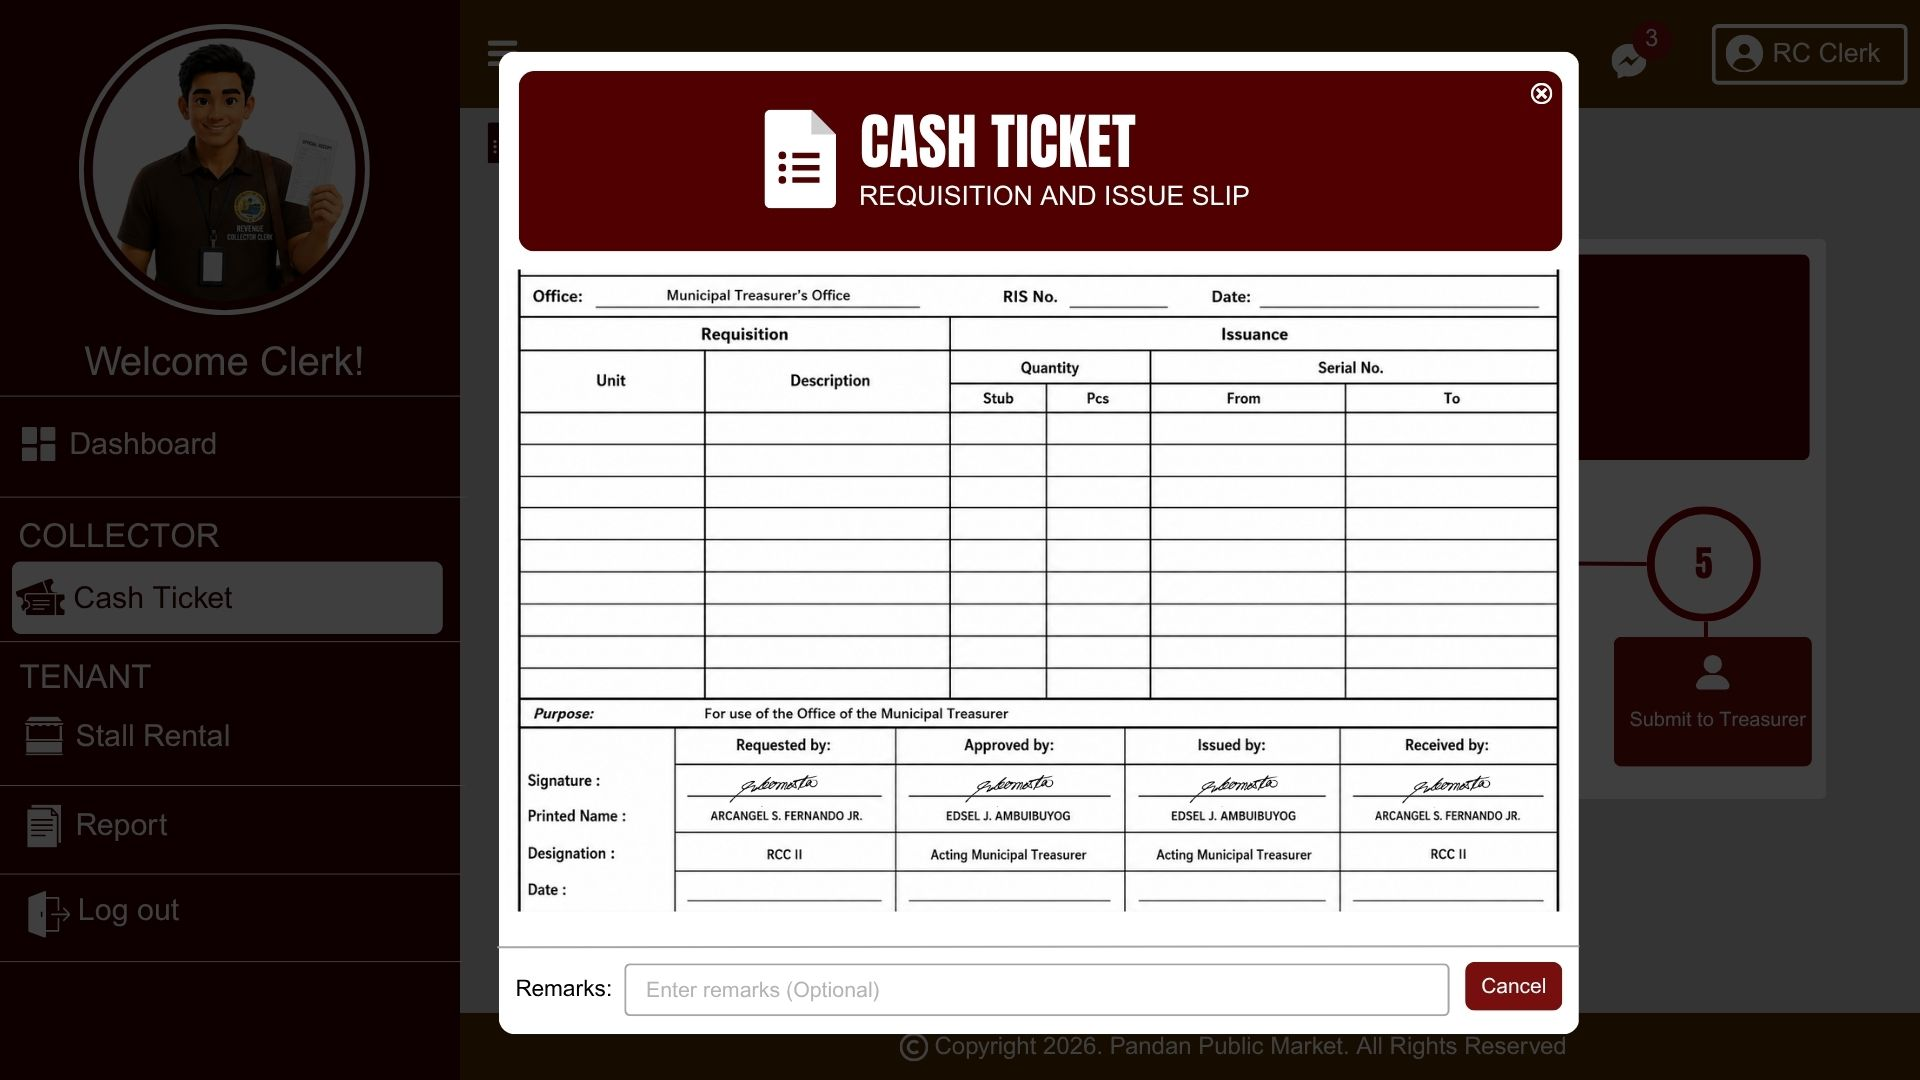 OFFICIAL RECEIPT
REVENUE
COLLECTOR CLERK
Welcome Clerk!
Dashboard
COLLECTOR
Cash Ticket
TENANT
Stall Rental
Report
Log out
3
RC Clerk
CASH TICKET
REQUISITION AND ISSUE SLIP
Office: Municipal Treasurer's Office RIS No. Date:
Requisition Issuance
Unit Description Quantity Serial No.
Stub Pcs From To
Purpose: For use of the Office of the Municipal Treasurer
Requested by: Approved by: Issued by: Received by:
Signature :
Printed Name : ARCANGEL S. FERNANDO JR. EDSEL J. AMBUIBUYOG EDSEL J. AMBUIBUYOG ARCANGEL S. FERNANDO JR.
Designation : RCC II Acting Municipal Treasurer Acting Municipal Treasurer RCC II
Date :
Remarks: Enter remarks (Optional) Cancel
5
Submit to Treasurer
© Copyright 2026. Pandan Public Market. All Rights Reserved